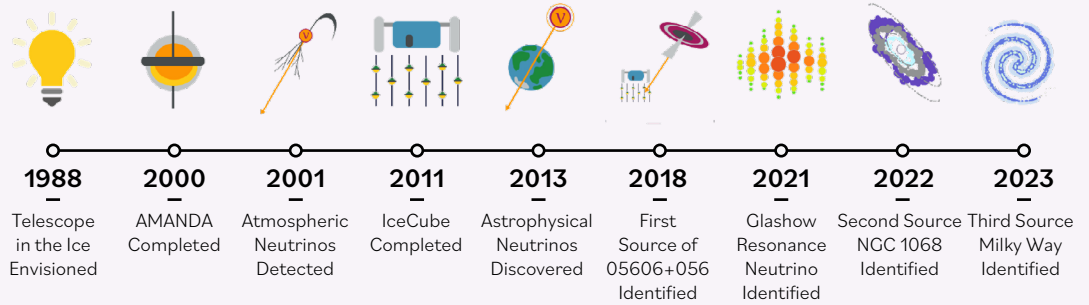 V
V
V
1988
Telescope
in the Ice
Envisioned
2000
AMANDA
Completed
2001
Atmospheric
Neutrinos
Detected
2011
IceCube
Completed
2013
Astrophysical
Neutrinos
Discovered
2018
First
Source of
05606+056
Identified
2021
Glashow
Resonance
Neutrino
Identified
2022
Second Source
NGC 1068
Identified
2023
Third Source
Milky Way
Identified